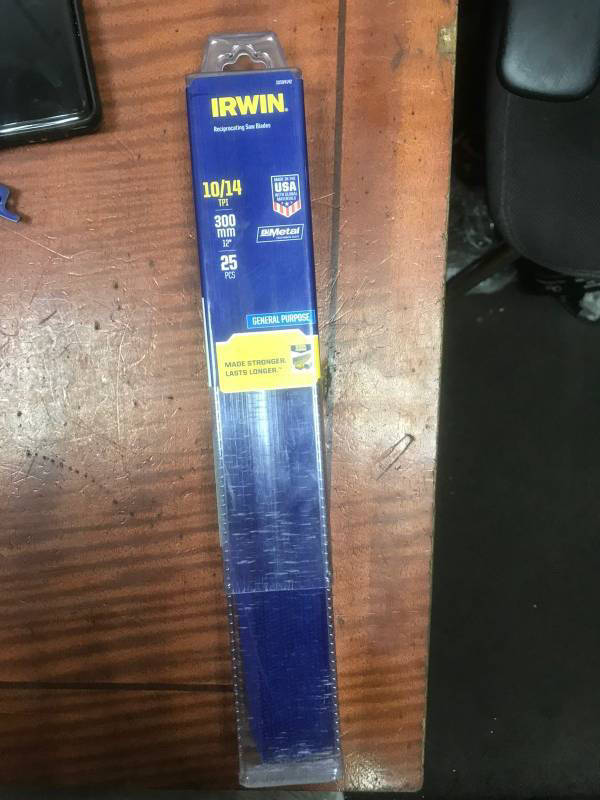 IRWIN.
Reciprocating Saw Blades
10/14
TPI
300
mm
12"
25
PCS
MADE IN THE
USA
WITH GLOBAL
MATERIALS
BiMetal
GENERAL PURPOSE
MADE STRONGER.
LASTS LONGER.™